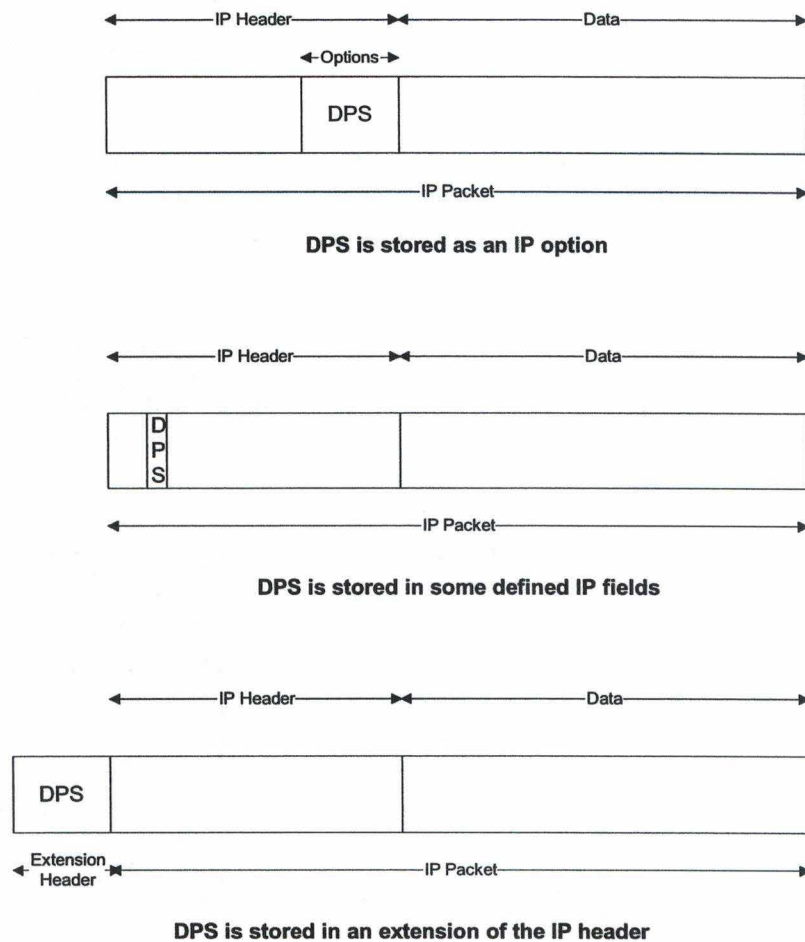 IP Header Data
Options
DPS
IP Packet
DPS is stored as an IP option
IP Header Data
D
P
S
IP Packet
DPS is stored in some defined IP fields
IP Header Data
DPS
Extension
Header
IP Packet
DPS is stored in an extension of the IP header